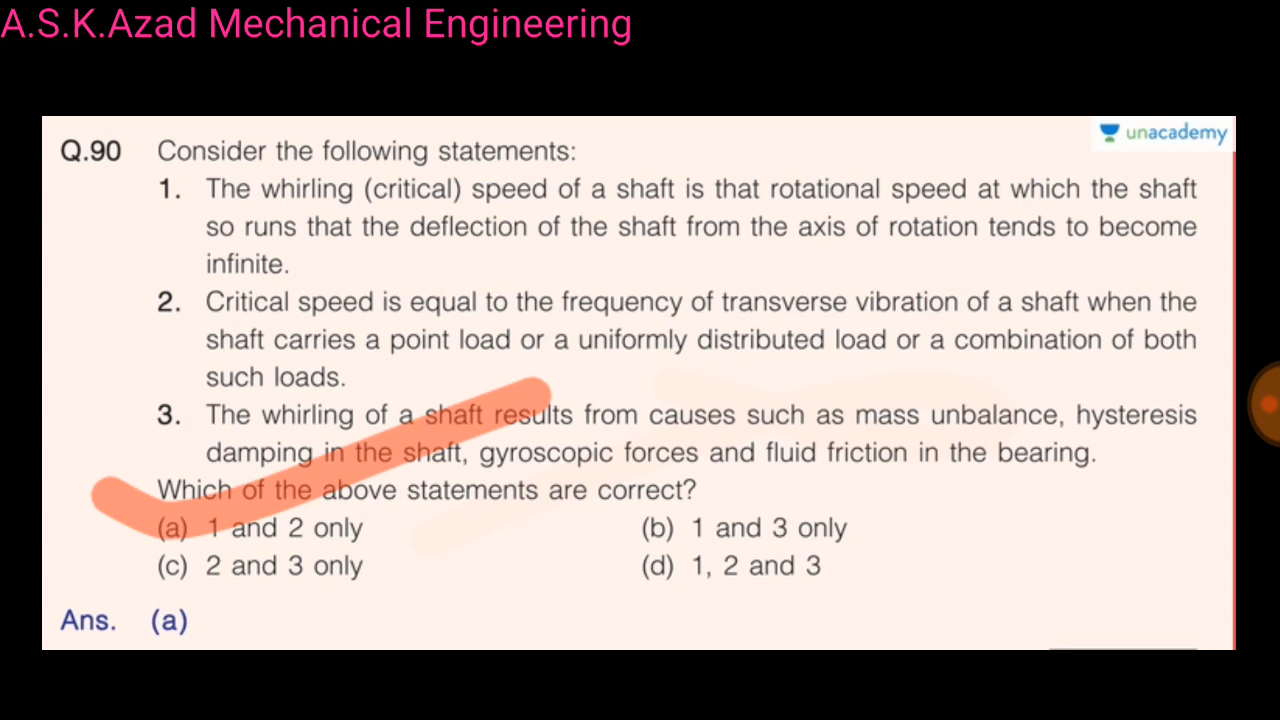 A.S.K.Azad Mechanical Engineering
unacademy
Q.90 Consider the following statements:
1. The whirling (critical) speed of a shaft is that rotational speed at which the shaft
so runs that the deflection of the shaft from the axis of rotation tends to become
infinite.
2. Critical speed is equal to the frequency of transverse vibration of a shaft when the
shaft carries a point load or a uniformly distributed load or a combination of both
such loads.
3. The whirling of a shaft results from causes such as mass unbalance, hysteresis
damping in the shaft, gyroscopic forces and fluid friction in the bearing.
Which of the above statements are correct?
(a) 1 and 2 only (b) 1 and 3 only
(c) 2 and 3 only (d) 1, 2 and 3
Ans. (a)